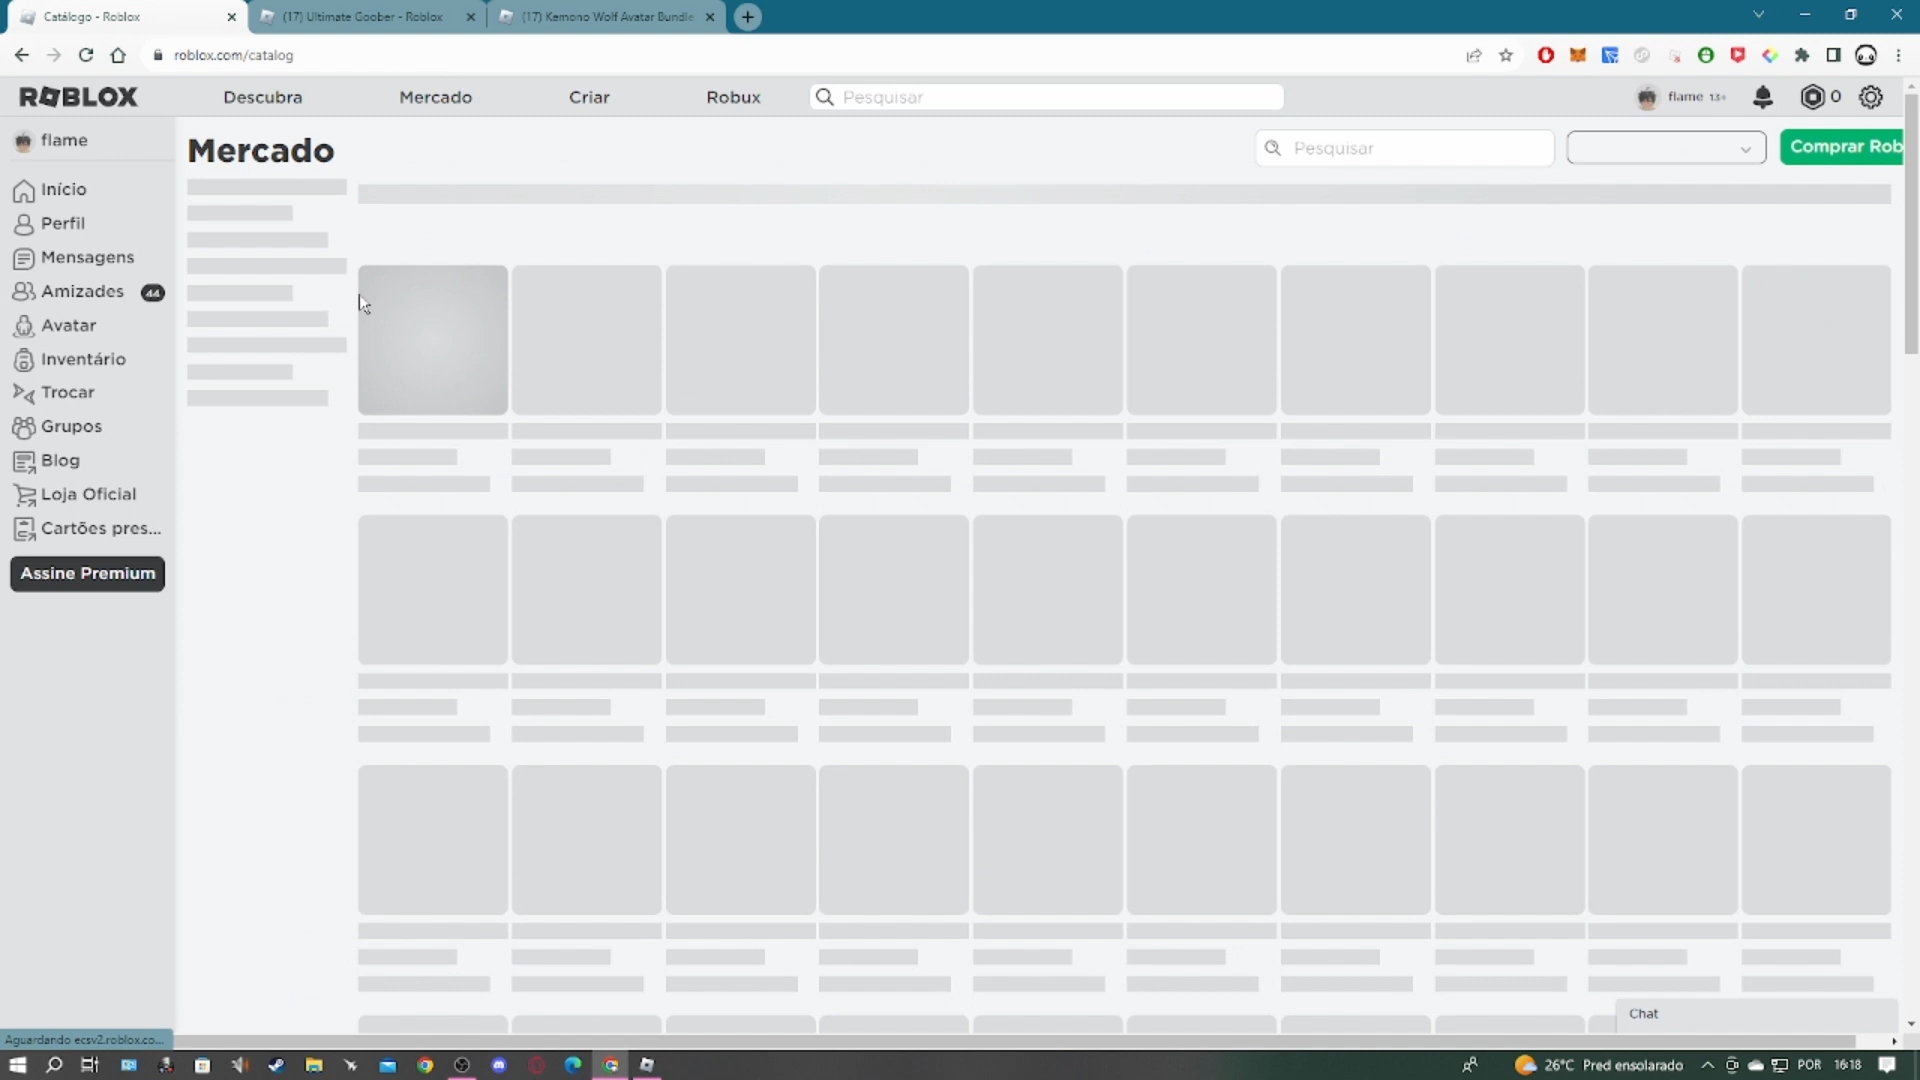 Catálogo - Roblox
(17) Ultimate Goober - Roblox
(17) Kemono Wolf Avatar Bundle
roblox.com/catalog
ROBLOX
Descubra
Mercado
Criar
Robux
Pesquisar
flame 13+
0
flame
Início
Perfil
Mensagens
Amizades
44
Avatar
Inventário
Trocar
Grupos
Blog
Loja Oficial
Cartões pres...
Assine Premium
Mercado
Pesquisar
Comprar Rob
Chat
Aguardando ecsv2.roblox.co...
26°C Pred ensolarado
POR
16:18